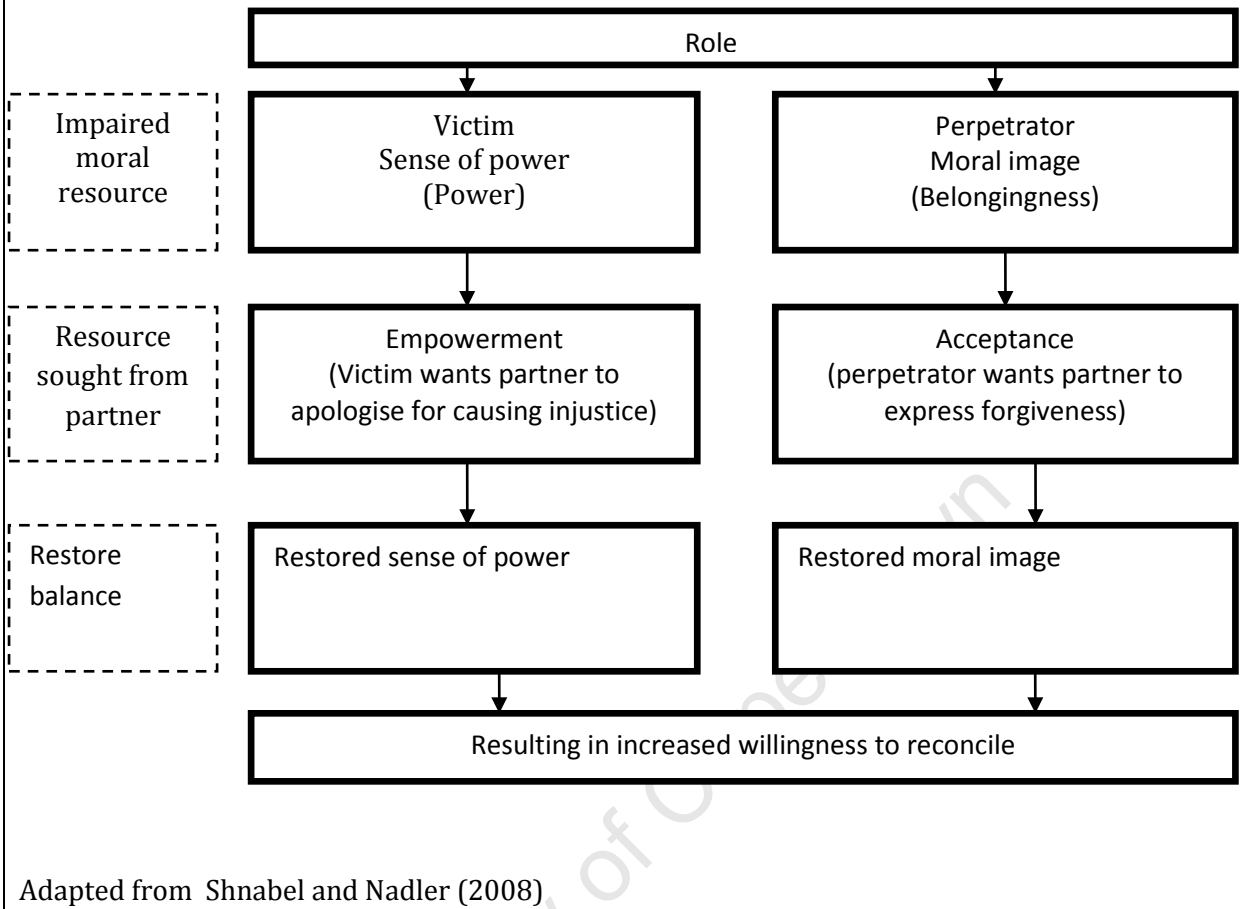 Role
Impaired
moral
resource
Victim
Sense of power
(Power)
Perpetrator
Moral image
(Belongingness)
Resource
sought from
partner
Empowerment
(Victim wants partner to
apologise for causing injustice)
Acceptance
(perpetrator wants partner to
express forgiveness)
Restore
balance
Restored sense of power
Restored moral image
Resulting in increased willingness to reconcile
Adapted from Shnabel and Nadler (2008)